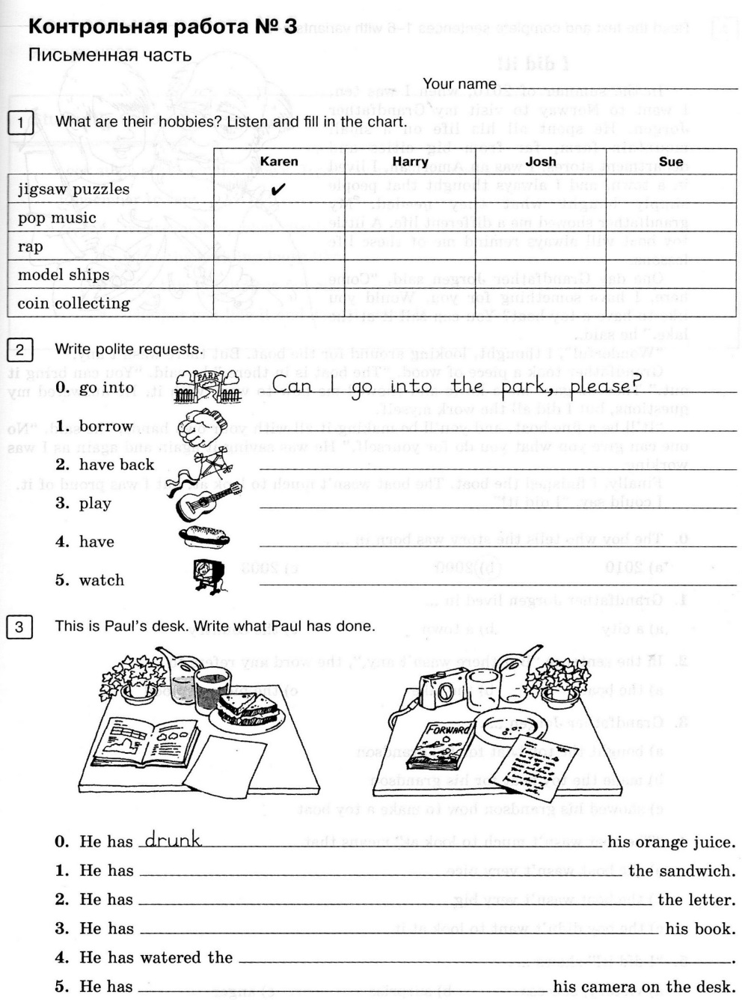 Контрольная работа № 3
Письменная часть
Your name
1 What are their hobbies? Listen and fill in the chart.
Karen Harry Josh Sue
jigsaw puzzles ✓
pop music
rap
model ships
coin collecting
2 Write polite requests.
0. go into PARK Can I go into the park, please?
1. borrow
2. have back
3. play
4. have
5. watch
3 This is Paul's desk. Write what Paul has done.
FORWARD
0. He has drunk his orange juice.
1. He has the sandwich.
2. He has the letter.
3. He has his book.
4. He has watered the .
5. He has his camera on the desk.